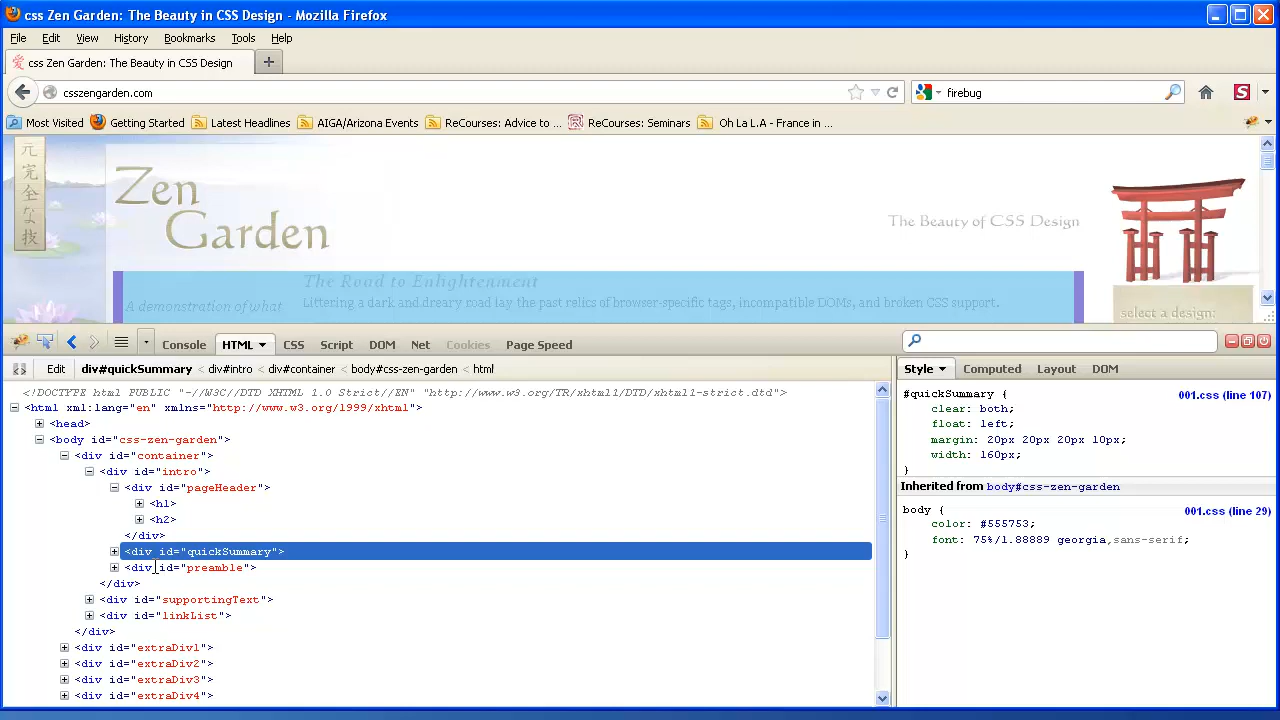 css Zen Garden: The Beauty in CSS Design - Mozilla Firefox
File Edit View History Bookmarks Tools Help
css Zen Garden: The Beauty in CSS Design
csszengarden.com firebug
Most Visited Getting Started Latest Headlines AIGA/Arizona Events ReCourses: Advice to ... ReCourses: Seminars Oh La L.A - France in ...
元
完
全
な
技
Zen
Garden
The Beauty of CSS Design
The Road to Enlightenment
A demonstration of what Littering a dark and dreary road lay the past relics of browser-specific tags, incompatible DOMs, and broken CSS support.
select a design:
Console HTML CSS Script DOM Net Cookies Page Speed
Edit div#quickSummary < div#intro < div#container < body#css-zen-garden < html
Style Computed Layout DOM
<!DOCTYPE html PUBLIC "-//W3C//DTD XHTML 1.0 Strict//EN" "http://www.w3.org/TR/xhtml1/DTD/xhtml1-strict.dtd">
<html xml:lang="en" xmlns="http://www.w3.org/1999/xhtml">
<head>
<body id="css-zen-garden">
<div id="container">
<div id="intro">
<div id="pageHeader">
<h1>
<h2>
</div>
<div id="quickSummary">
<div id="preamble">
</div>
<div id="supportingText">
<div id="linkList">
</div>
<div id="extraDiv1">
<div id="extraDiv2">
<div id="extraDiv3">
<div id="extraDiv4">
#quickSummary { 001.css (line 107)
clear: both;
float: left;
margin: 20px 20px 20px 10px;
width: 160px;
}
Inherited from body#css-zen-garden
body { 001.css (line 29)
color: #555753;
font: 75%/1.88889 georgia,sans-serif;
}